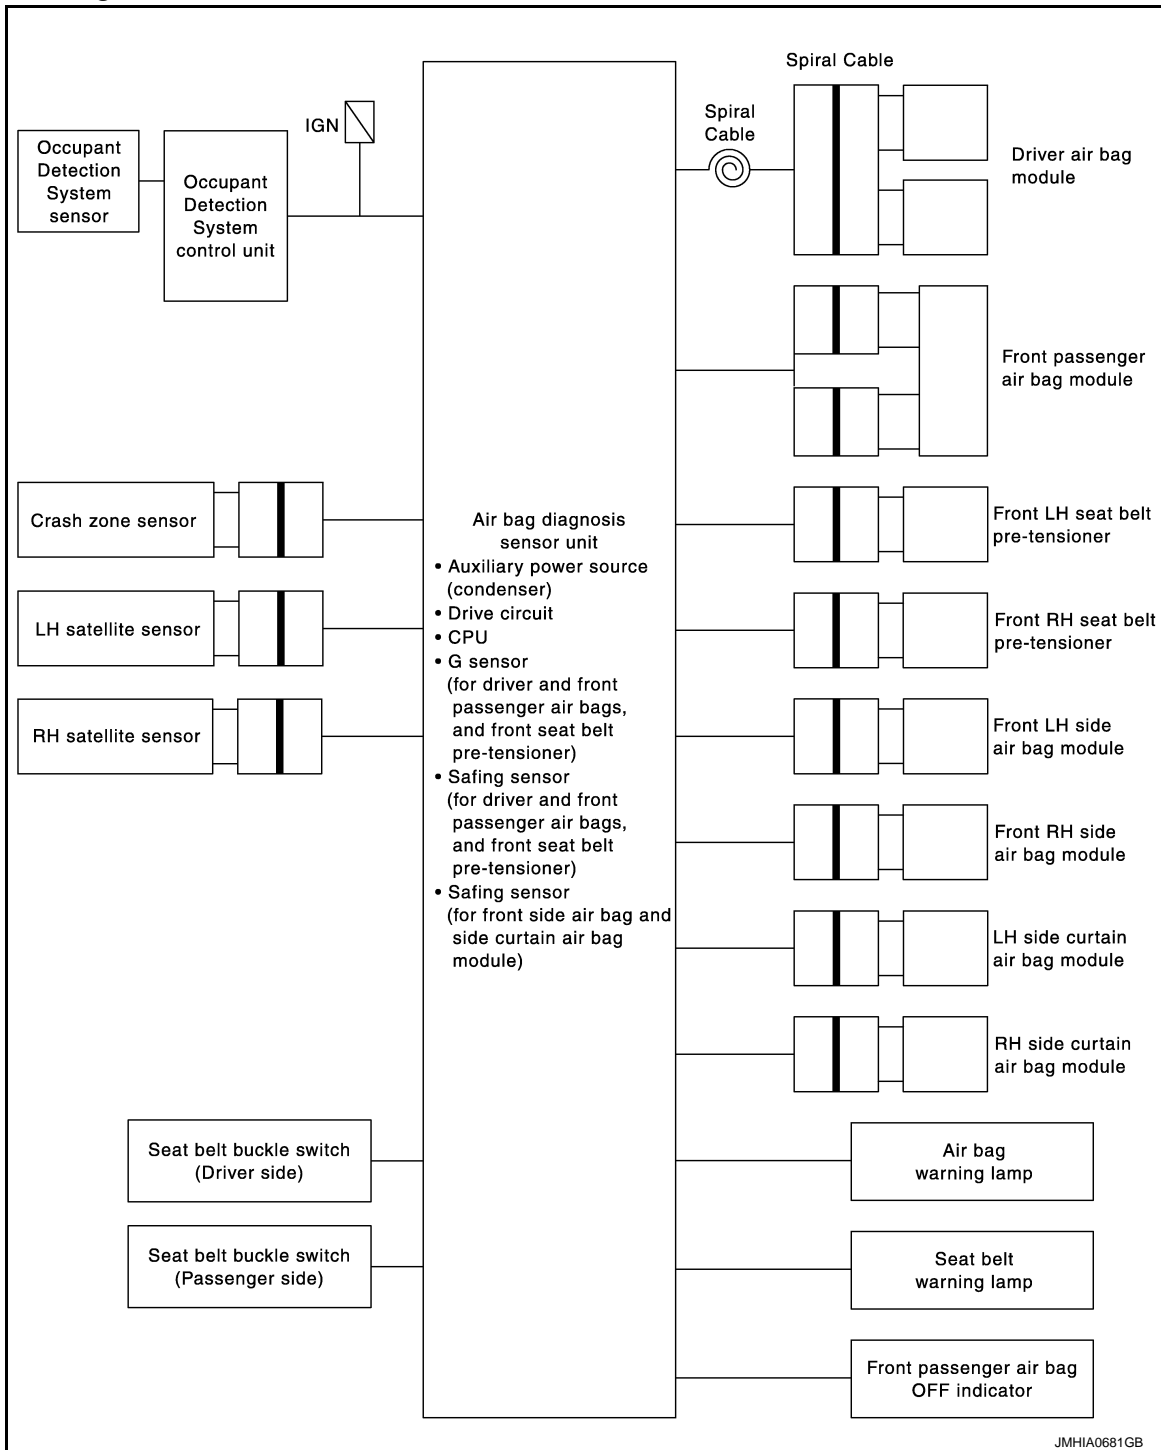 Spiral Cable
Spiral
Cable
Driver air bag
module
IGN
Occupant
Detection
System
sensor
Occupant
Detection
System
control unit
Front passenger
air bag module
Crash zone sensor
LH satellite sensor
RH satellite sensor
Air bag diagnosis
sensor unit
• Auxiliary power source
(condenser)
• Drive circuit
• CPU
• G sensor
(for driver and front
passenger air bags,
and front seat belt
pre-tensioner)
• Safing sensor
(for driver and front
passenger air bags,
and front seat belt
pre-tensioner)
• Safing sensor
(for front side air bag and
side curtain air bag
module)
Front LH seat belt
pre-tensioner
Front RH seat belt
pre-tensioner
Front LH side
air bag module
Front RH side
air bag module
LH side curtain
air bag module
RH side curtain
air bag module
Seat belt buckle switch
(Driver side)
Seat belt buckle switch
(Passenger side)
Air bag
warning lamp
Seat belt
warning lamp
Front passenger air bag
OFF indicator
JMHIA0681GB